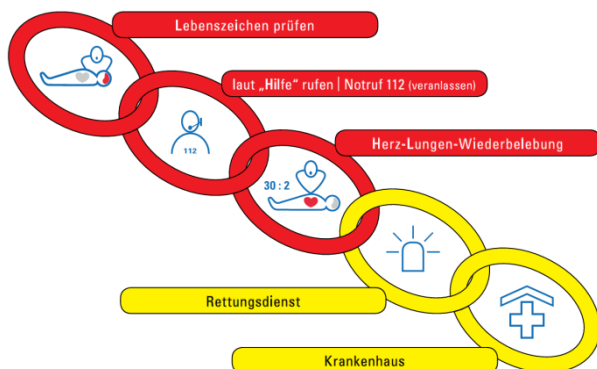 Lebenszeichen prüfen
laut „Hilfe" rufen | Notruf 112 (veranlassen)
112
Herz-Lungen-Wiederbelebung
30 : 2
Rettungsdienst
Krankenhaus